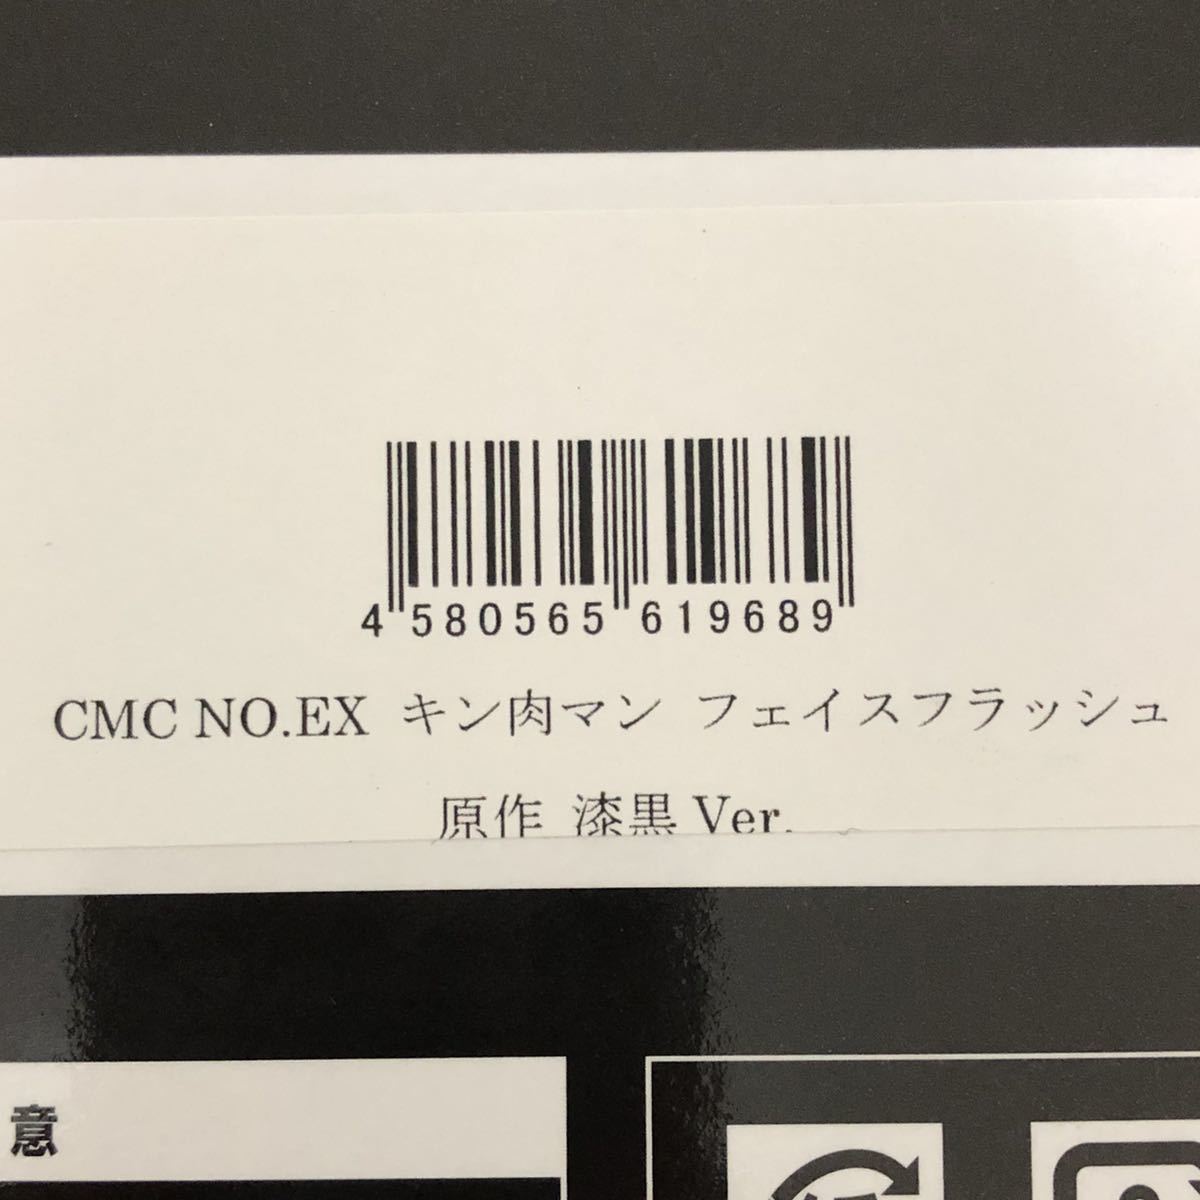 4 580565 619689
CMC NO.EX キン肉マン フェイスフラッシュ
原作 漆黒 Ver.
意